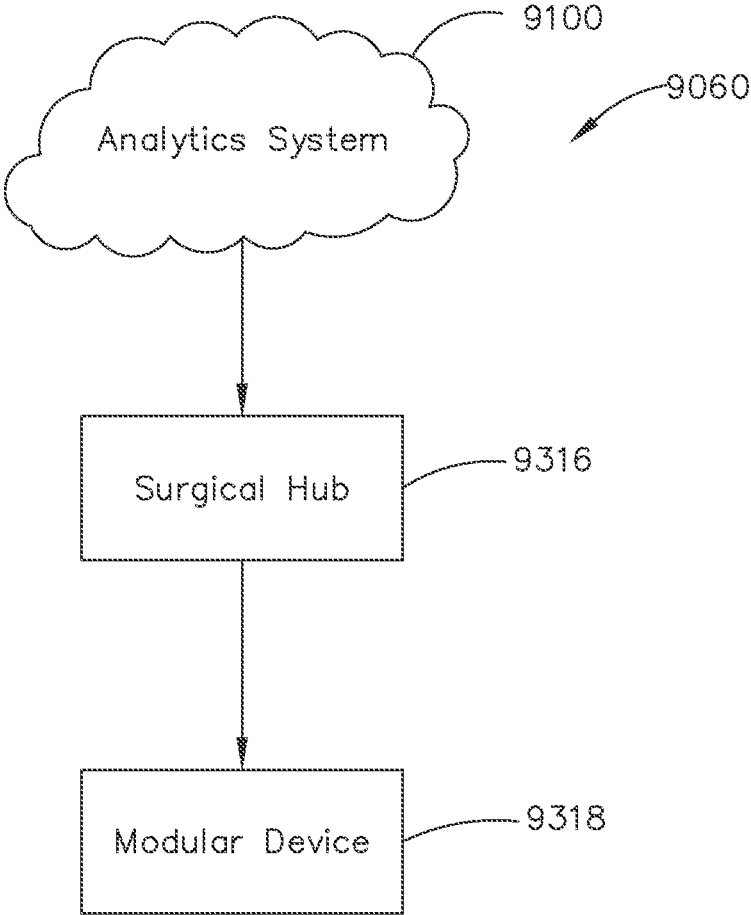 9100
9060
Analytics System
9316
Surgical Hub
9318
Modular Device